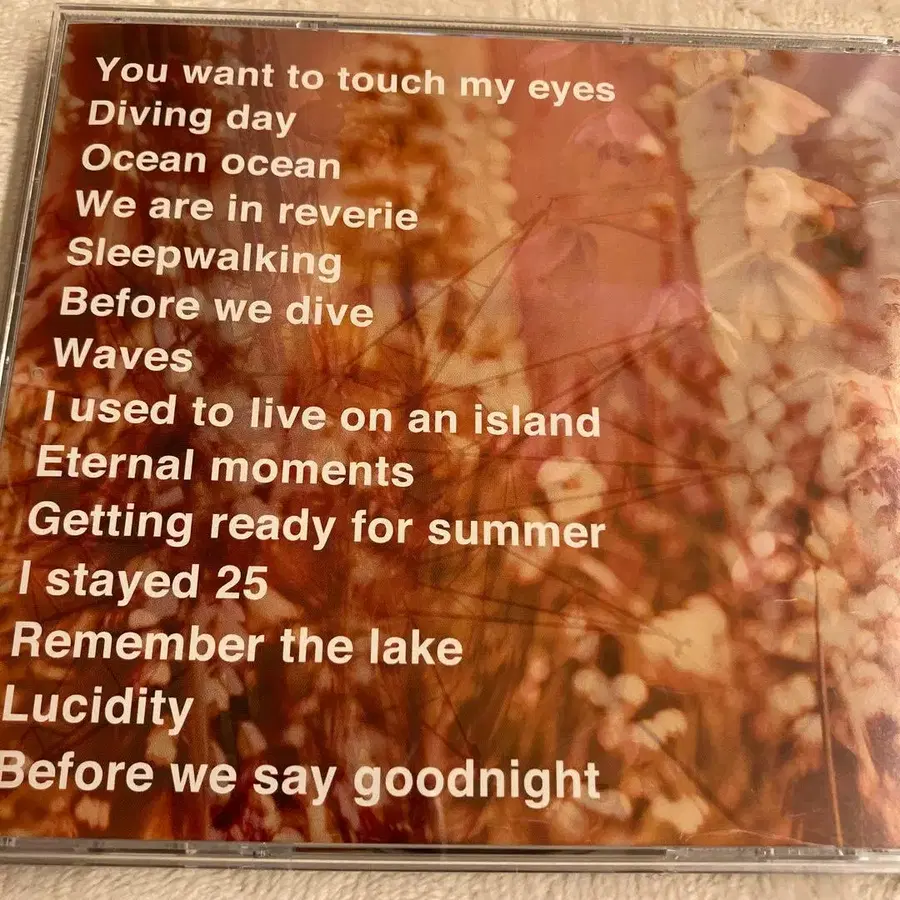 You want to touch my eyes
Diving day
Ocean ocean
We are in reverie
Sleepwalking
Before we dive
Waves
I used to live on an island
Eternal moments
Getting ready for summer
I stayed 25
Remember the lake
Lucidity
Before we say goodnight